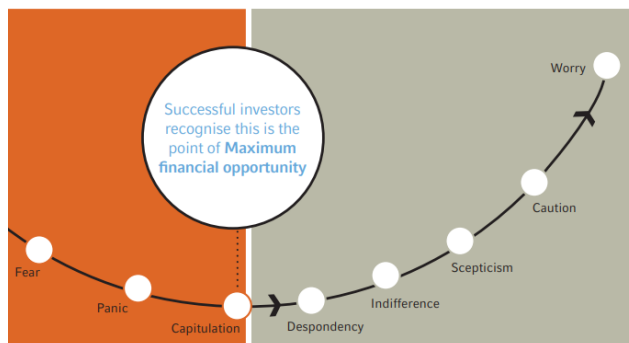 Successful investors
recognise this is the
point of Maximum
financial opportunity
Fear
Panic
Capitulation
Despondency
Indifference
Scepticism
Caution
Worry